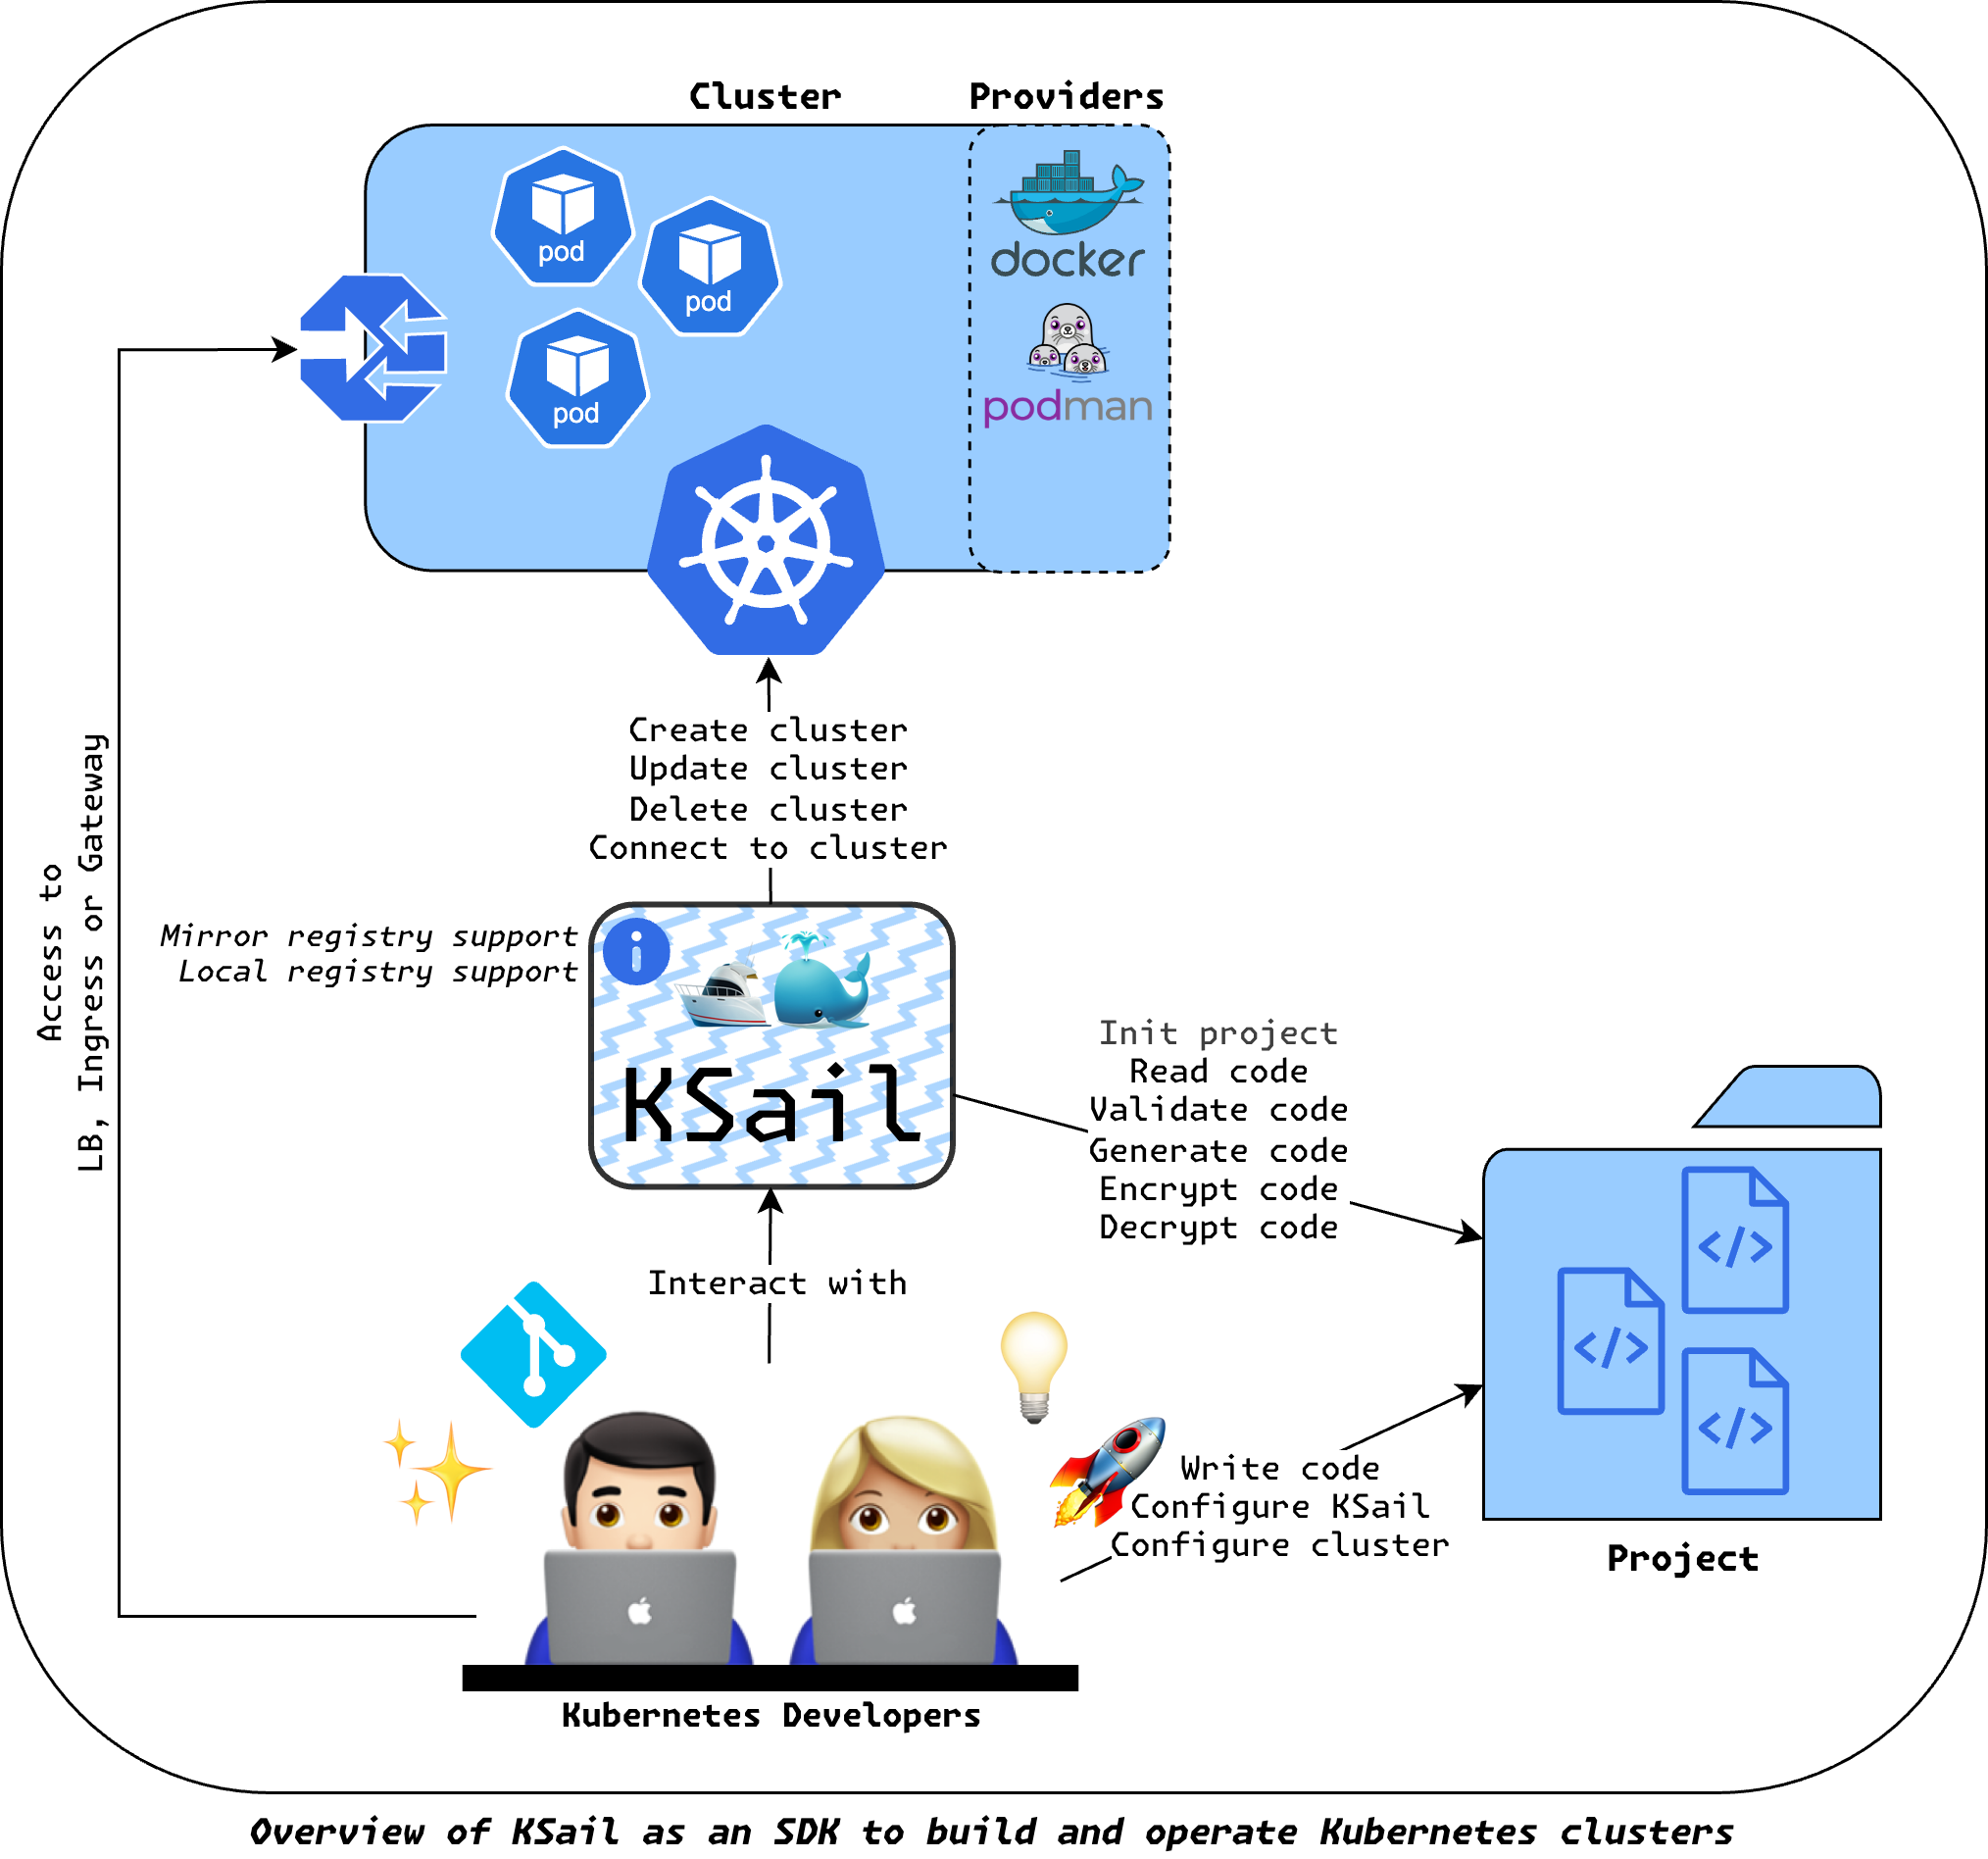 Cluster
Providers
pod
pod
pod
docker
podman
Create cluster
Update cluster
Delete cluster
Connect to cluster
Access to
LB, Ingress or Gateway
Mirror registry support
Local registry support
i
KSail
Init project
Read code
Validate code
Generate code
Encrypt code
Decrypt code
Interact with
</>
</>
</>
Write code
Configure KSail
Configure cluster
Project
Kubernetes Developers
Overview of KSail as an SDK to build and operate Kubernetes clusters